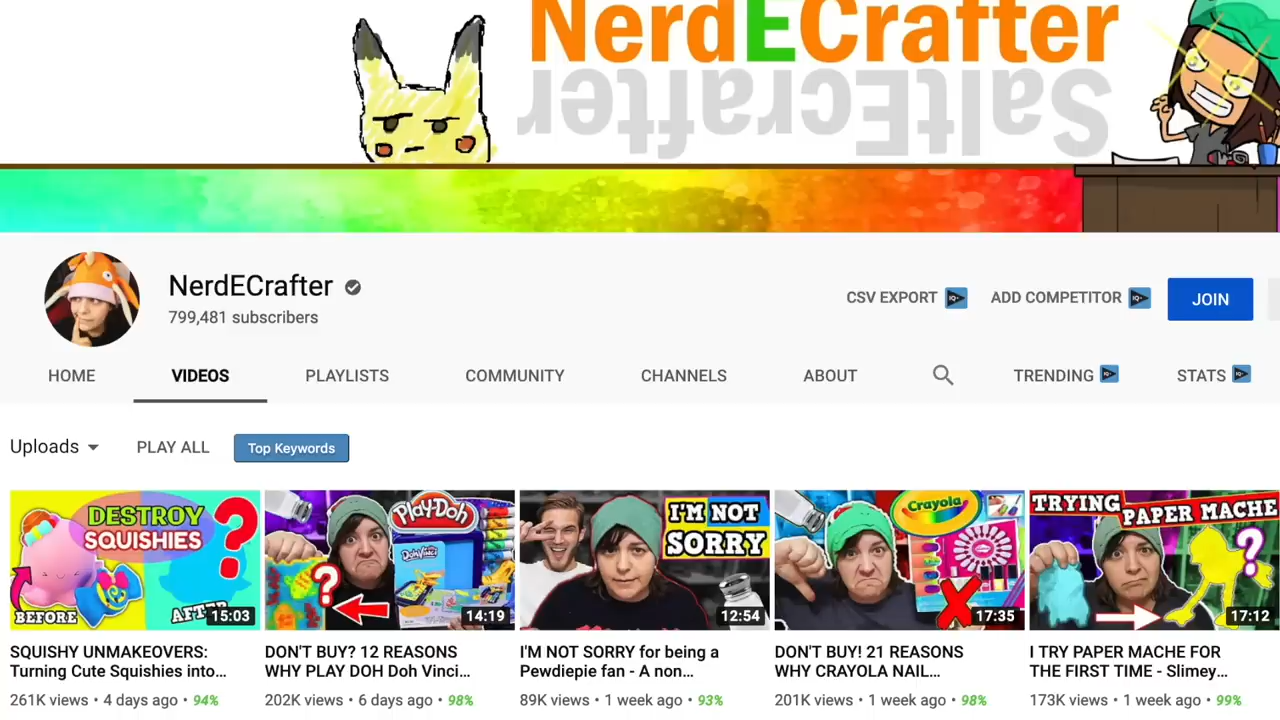 NerdECrafter
SaltEcrafter
NerdECrafter
799,481 subscribers
CSV EXPORT IQ+
ADD COMPETITOR IQ+
JOIN
HOME
VIDEOS
PLAYLISTS
COMMUNITY
CHANNELS
ABOUT
TRENDING IQ+
STATS IQ+
Uploads
PLAY ALL
Top Keywords
DESTROY
SQUISHIES
BEFORE
AFTER
15:03
SQUISHY UNMAKEOVERS:
Turning Cute Squishies into...
261K views • 4 days ago • 94%
Play-Doh
DohVinci
14:19
DON'T BUY? 12 REASONS
WHY PLAY DOH Doh Vinci...
202K views • 6 days ago • 98%
I'M NOT
SORRY
12:54
I'M NOT SORRY for being a
Pewdiepie fan - A non...
89K views • 1 week ago • 93%
Crayola
17:35
DON'T BUY! 21 REASONS
WHY CRAYOLA NAIL...
201K views • 1 week ago • 98%
TRYING
PAPER MACHE
17:12
I TRY PAPER MACHE FOR
THE FIRST TIME - Slimey...
173K views • 1 week ago • 99%